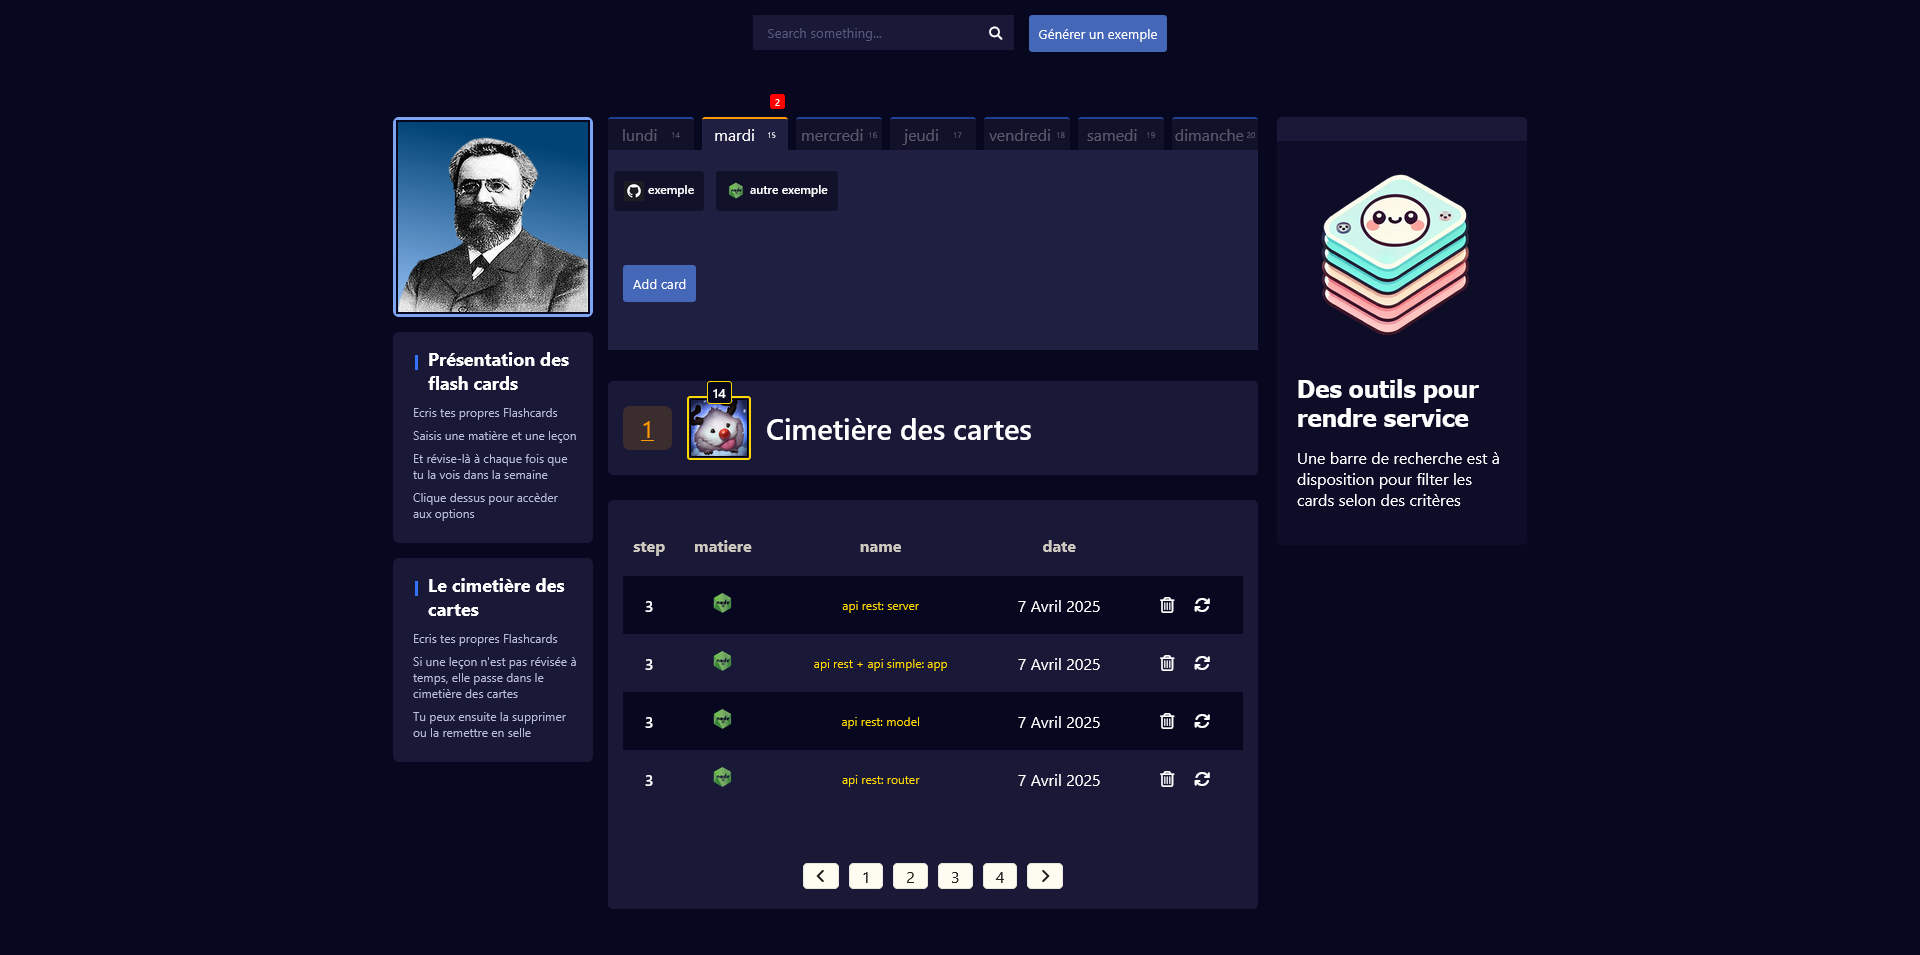 Search something...
Générer un exemple
2
lundi 14
mardi 15
mercredi 16
jeudi 17
vendredi 18
samedi 19
dimanche 20
exemple
autre exemple
Add card
Présentation des
flash cards
Ecris tes propres Flashcards
Saisis une matière et une leçon
Et révise-là à chaque fois que
tu la vois dans la semaine
Clique dessus pour accèder
aux options
Le cimetière des
cartes
Ecris tes propres Flashcards
Si une leçon n'est pas révisée à
temps, elle passe dans le
cimetière des cartes
Tu peux ensuite la supprimer
ou la remettre en selle
1
14
Cimetière des cartes
step matiere name date
3 api rest: server 7 Avril 2025
3 api rest + api simple: app 7 Avril 2025
3 api rest: model 7 Avril 2025
3 api rest: router 7 Avril 2025
1 2 3 4
Des outils pour
rendre service
Une barre de recherche est à
disposition pour filter les
cards selon des critères